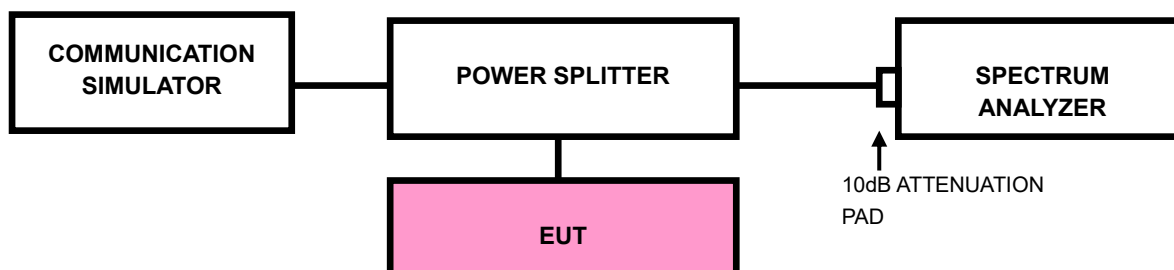 COMMUNICATION
SIMULATOR
POWER SPLITTER
SPECTRUM
ANALYZER
10dB ATTENUATION
PAD
EUT